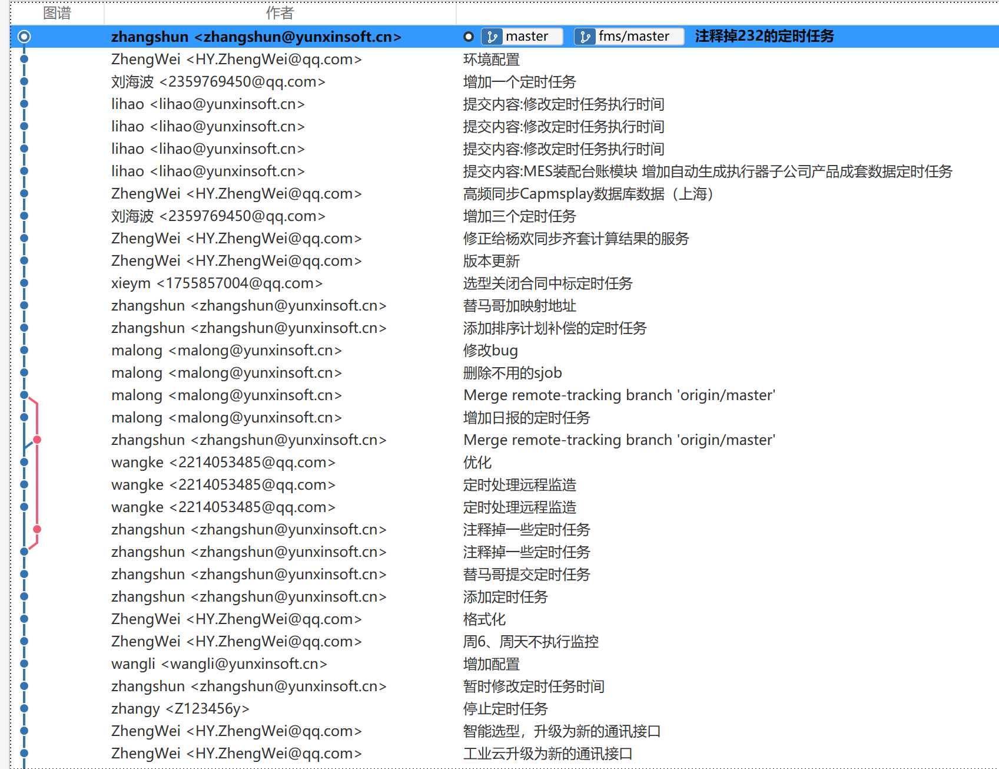 图谱 作者
zhangshun <zhangshun@yunxinsoft.cn> master fms/master 注释掉232的定时任务
ZhengWei <HY.ZhengWei@qq.com> 环境配置
刘海波 <2359769450@qq.com> 增加一个定时任务
lihao <lihao@yunxinsoft.cn> 提交内容:修改定时任务执行时间
lihao <lihao@yunxinsoft.cn> 提交内容:修改定时任务执行时间
lihao <lihao@yunxinsoft.cn> 提交内容:修改定时任务执行时间
lihao <lihao@yunxinsoft.cn> 提交内容:MES装配台账模块 增加自动生成执行器子公司产品成套数据定时任务
ZhengWei <HY.ZhengWei@qq.com> 高频同步Capmsplay数据库数据（上海）
刘海波 <2359769450@qq.com> 增加三个定时任务
ZhengWei <HY.ZhengWei@qq.com> 修正给杨欢同步齐套计算结果的服务
ZhengWei <HY.ZhengWei@qq.com> 版本更新
xieym <1755857004@qq.com> 选型关闭合同中标定时任务
zhangshun <zhangshun@yunxinsoft.cn> 替马哥加映射地址
zhangshun <zhangshun@yunxinsoft.cn> 添加排序计划补偿的定时任务
malong <malong@yunxinsoft.cn> 修改bug
malong <malong@yunxinsoft.cn> 删除不用的sjob
malong <malong@yunxinsoft.cn> Merge remote-tracking branch 'origin/master'
malong <malong@yunxinsoft.cn> 增加日报的定时任务
zhangshun <zhangshun@yunxinsoft.cn> Merge remote-tracking branch 'origin/master'
wangke <2214053485@qq.com> 优化
wangke <2214053485@qq.com> 定时处理远程监造
wangke <2214053485@qq.com> 定时处理远程监造
zhangshun <zhangshun@yunxinsoft.cn> 注释掉一些定时任务
zhangshun <zhangshun@yunxinsoft.cn> 注释掉一些定时任务
zhangshun <zhangshun@yunxinsoft.cn> 替马哥提交定时任务
zhangshun <zhangshun@yunxinsoft.cn> 添加定时任务
ZhengWei <HY.ZhengWei@qq.com> 格式化
ZhengWei <HY.ZhengWei@qq.com> 周6、周天不执行监控
wangli <wangli@yunxinsoft.cn> 增加配置
zhangshun <zhangshun@yunxinsoft.cn> 暂时修改定时任务时间
zhangy <Z123456y> 停止定时任务
ZhengWei <HY.ZhengWei@qq.com> 智能选型，升级为新的通讯接口
ZhengWei <HY.ZhengWei@qq.com> 工业云升级为新的通讯接口